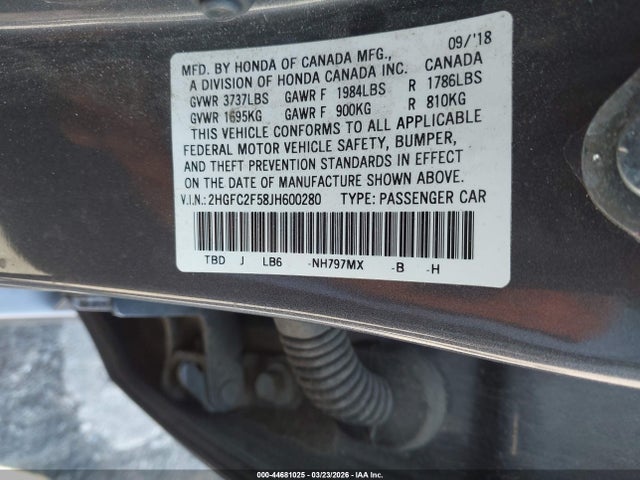 MFD. BY HONDA OF CANADA MFG., 09/'18
A DIVISION OF HONDA CANADA INC. CANADA
GVWR 3737LBS GAWR F 1984LBS R 1786LBS
GVWR 1695KG GAWR F 900KG R 810KG
THIS VEHICLE CONFORMS TO ALL APPLICABLE
FEDERAL MOTOR VEHICLE SAFETY, BUMPER,
AND THEFT PREVENTION STANDARDS IN EFFECT
ON THE DATE OF MANUFACTURE SHOWN ABOVE.
V.I.N.: 2HGFC2F58JH600280 TYPE: PASSENGER CAR
TBD J LB6 -NH797MX -B -H
000-44681025 | 03/23/2026 | IAA Inc.